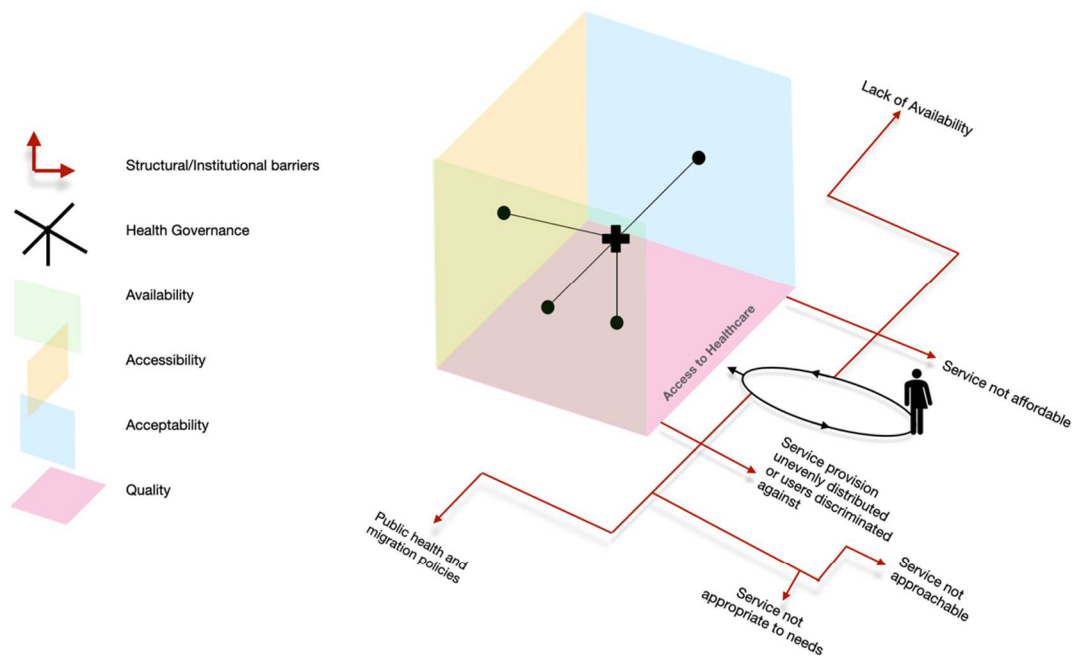 Structural/Institutional barriers
Health Governance
Availability
Accessibility
Acceptability
Quality
Lack of Availability
Access to Healthcare
Service not affordable
Service provision
unevenly distributed
or users discriminated
against
Public health and
migration policies
Service not
approachable
Service not
appropriate to needs